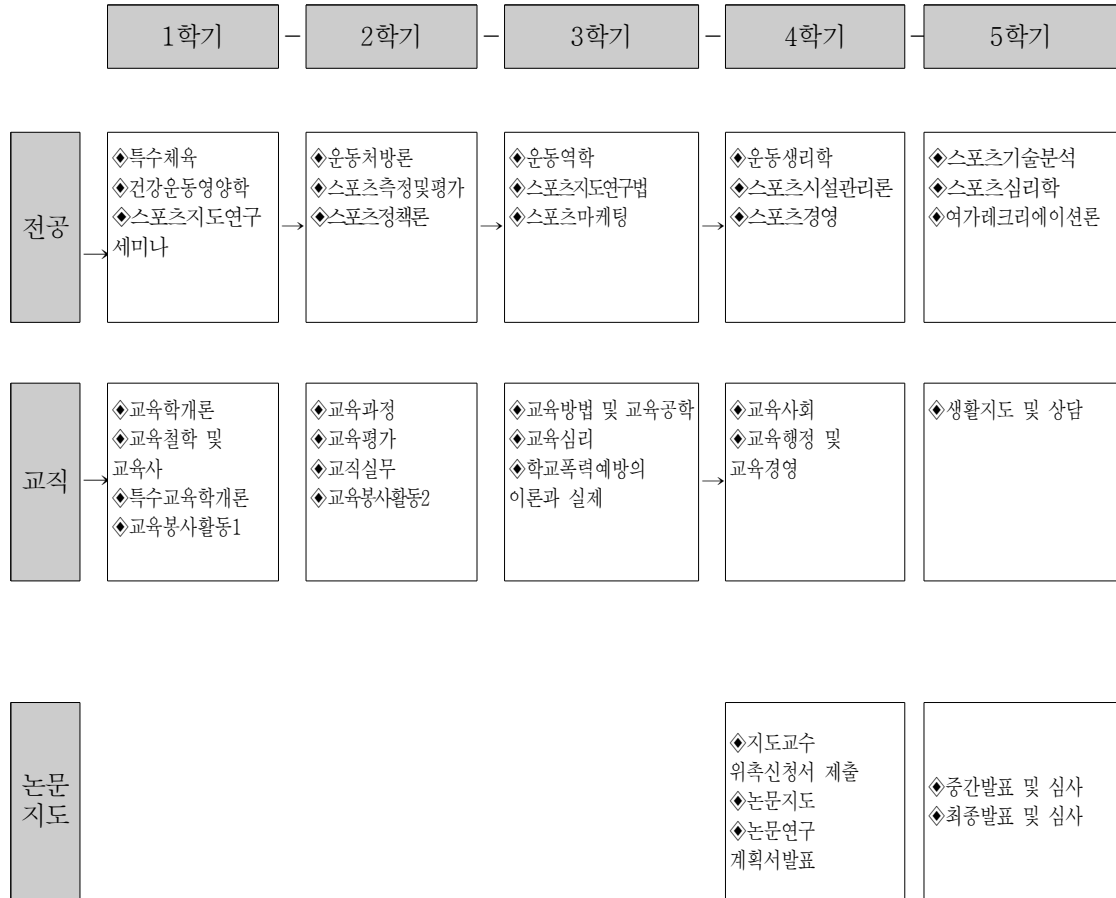 1학기 - 2학기 - 3학기 - 4학기 - 5학기
전공
→
◈특수체육
◈건강운동영양학
◈스포츠지도연구
세미나
→
◈운동처방론
◈스포츠측정및평가
◈스포츠정책론
→
◈운동역학
◈스포츠지도연구법
◈스포츠마케팅
→
◈운동생리학
◈스포츠시설관리론
◈스포츠경영
◈스포츠기술분석
◈스포츠심리학
◈여가레크리에이션론
교직
→
◈교육학개론
◈교육철학 및
교육사
◈특수교육학개론
◈교육봉사활동1
◈교육과정
◈교육평가
◈교직실무
◈교육봉사활동2
◈교육방법 및 교육공학
◈교육심리
◈학교폭력예방의
이론과 실제
→
◈교육사회
◈교육행정 및
교육경영
◈생활지도 및 상담
논문
지도
◈지도교수
위촉신청서 제출
◈논문지도
◈논문연구
계획서발표
◈중간발표 및 심사
◈최종발표 및 심사